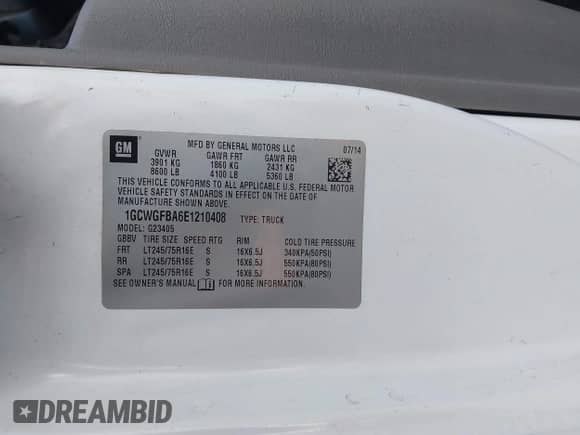 GM
MFD BY GENERAL MOTORS LLC
07/14
GVWR GAWR FRT GAWR RR
3901 KG 1860 KG 2431 KG
8600 LB 4100 LB 5360 LB
THIS VEHICLE CONFORMS TO ALL APPLICABLE U.S. FEDERAL MOTOR
VEHICLE SAFETY STANDARDS IN EFFECT ON THE DATE OF
MANUFACTURE SHOWN ABOVE.
1GCWGFBA6E1210408 TYPE: TRUCK
MODEL: G23405
GBBV TIRE SIZE SPEED RTG RIM COLD TIRE PRESSURE
FRT LT245/75R16E S 16X6.5J 340KPA(50PSI)
RR LT245/75R16E S 16X6.5J 550KPA(80PSI)
SPA LT245/75R16E S 16X6.5J 550KPA(80PSI)
SEE OWNER'S MANUAL FOR MORE INFORMATION.
DREAMBID